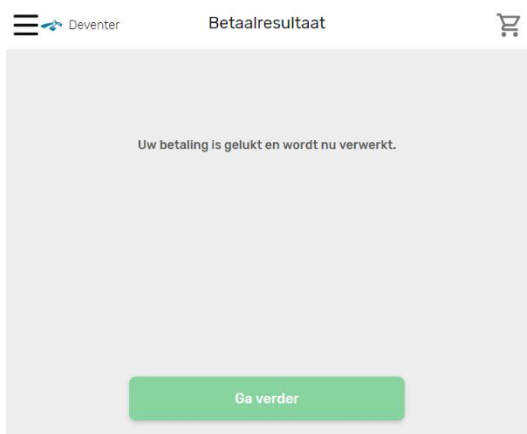 Deventer
Betaalresultaat
Uw betaling is gelukt en wordt nu verwerkt.
Ga verder